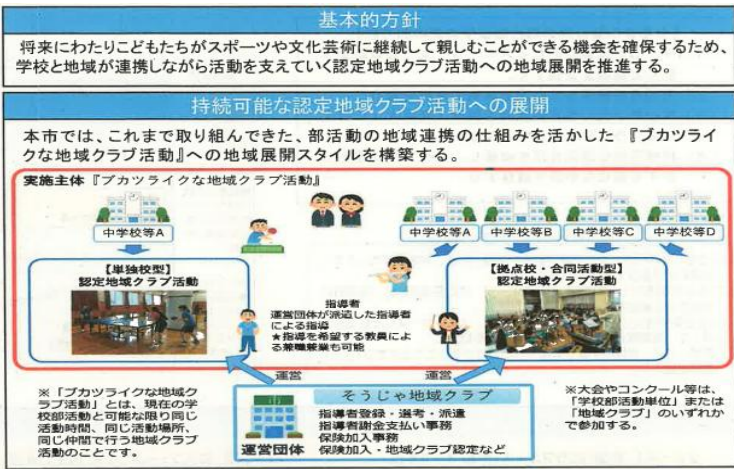 基本的方針
将来にわたりこどもたちがスポーツや文化芸術に継続して親しむことができる機会を確保するため、
学校と地域が連携しながら活動を支えていく認定地域クラブ活動への地域展開を推進する。
持続可能な認定地域クラブ活動への展開
本市では、これまで取り組んできた、部活動の地域連携の仕組みを活かした 『ブカツライ
クな地域クラブ活動』への地域展開スタイルを構築する。
実施主体『ブカツライクな地域クラブ活動』
中学校等A
中学校等A
中学校等B
中学校等C
中学校等D
【単独校型】
認定地域クラブ活動
【拠点校・合同活動型】
認定地域クラブ活動
指導者
運営団体が派遣した指導者
による指導
★指導を希望する教員によ
る兼職兼業も可能
運営
運営
※「ブカツライクな地域ク
ラブ活動」とは、現在の学
校部活動と可能な限り同じ
活動時間、同じ活動場所、
同じ仲間で行う地域クラブ
活動のことです。
運営団体
そうじゃ地域クラブ
指導者登録・選考・派遣
指導者謝金支払い事務
保険加入事務
保険加入・地域クラブ認定など
※大会やコンクール等は、
「学校部活動単位」または
「地域クラブ」のいずれか
で参加する。